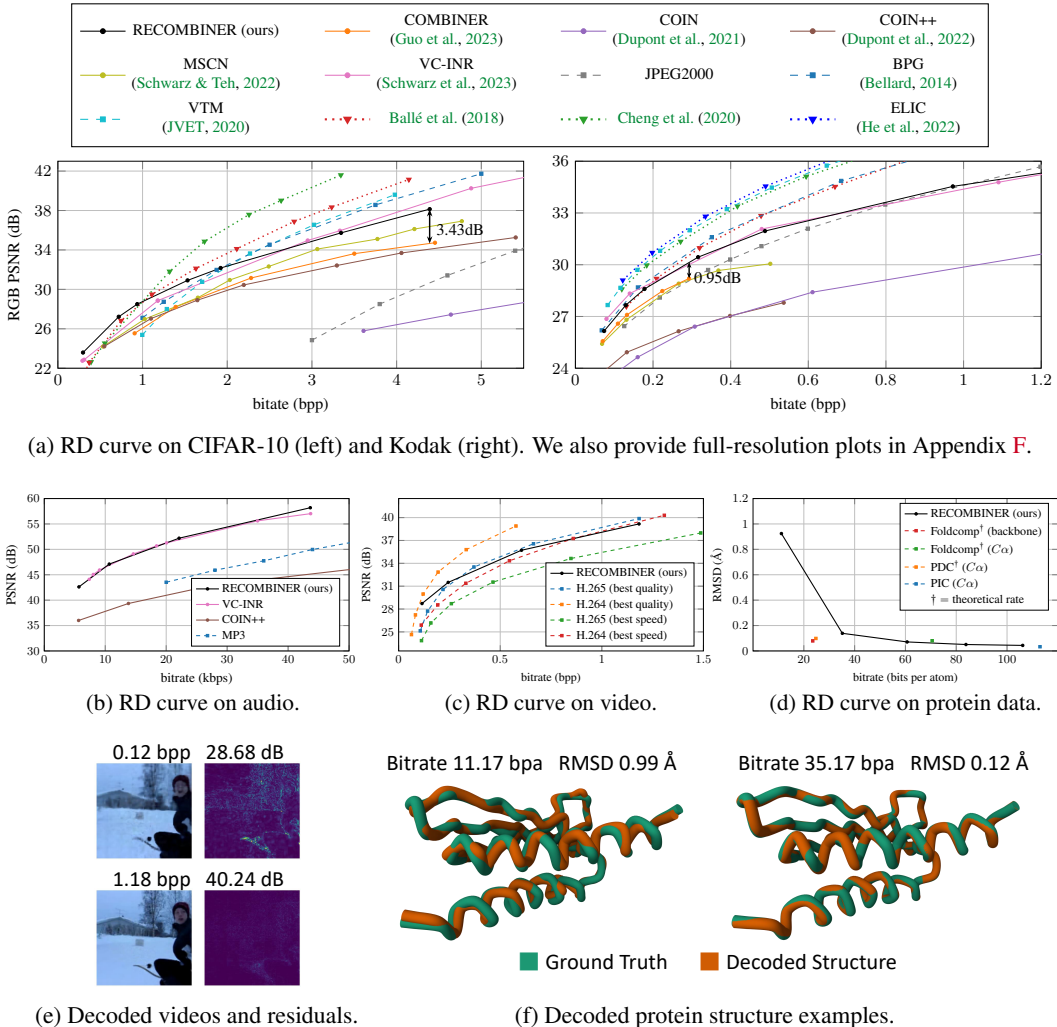 RECOMBINER (ours)
COMBINER
(Guo et al., 2023)
COIN
(Dupont et al., 2021)
COIN++
(Dupont et al., 2022)
MSCN
(Schwarz & Teh, 2022)
VC-INR
(Schwarz et al., 2023)
JPEG2000
BPG
(Bellard, 2014)
VTM
(JVET, 2020)
Ballé et al. (2018)
Cheng et al. (2020)
ELIC
(He et al., 2022)
RGB PSNR (dB)
42
38
34
30
26
22
3.43dB
1 2 3 4 5
bitate (bpp)
36
33
30
27
24
0.95dB
0.2 0.4 0.6 0.8 1 1.2
bitate (bpp)
(a) RD curve on CIFAR-10 (left) and Kodak (right). We also provide full-resolution plots in Appendix F.
PSNR (dB)
60
55
50
45
40
35
30
RECOMBINER (ours)
VC-INR
COIN++
MP3
0 10 20 30 40 50
bitrate (kbps)
(b) RD curve on audio.
PSNR (dB)
40
37
34
31
28
25
RECOMBINER (ours)
H.265 (best quality)
H.264 (best quality)
H.265 (best speed)
H.264 (best speed)
0 0.5 1 1.5
bitrate (bpp)
(c) RD curve on video.
RMSD (Å)
1.2
1
0.8
0.6
0.4
0.2
0
RECOMBINER (ours)
Foldcomp† (backbone)
Foldcomp† (Cα)
PDC† (Cα)
PIC (Cα)
† = theoretical rate
20 40 60 80 100
bitrate (bits per atom)
(d) RD curve on protein data.
0.12 bpp 28.68 dB
1.18 bpp 40.24 dB
(e) Decoded videos and residuals.
Bitrate 11.17 bpa RMSD 0.99 Å
Bitrate 35.17 bpa RMSD 0.12 Å
Ground Truth
Decoded Structure
(f) Decoded protein structure examples.